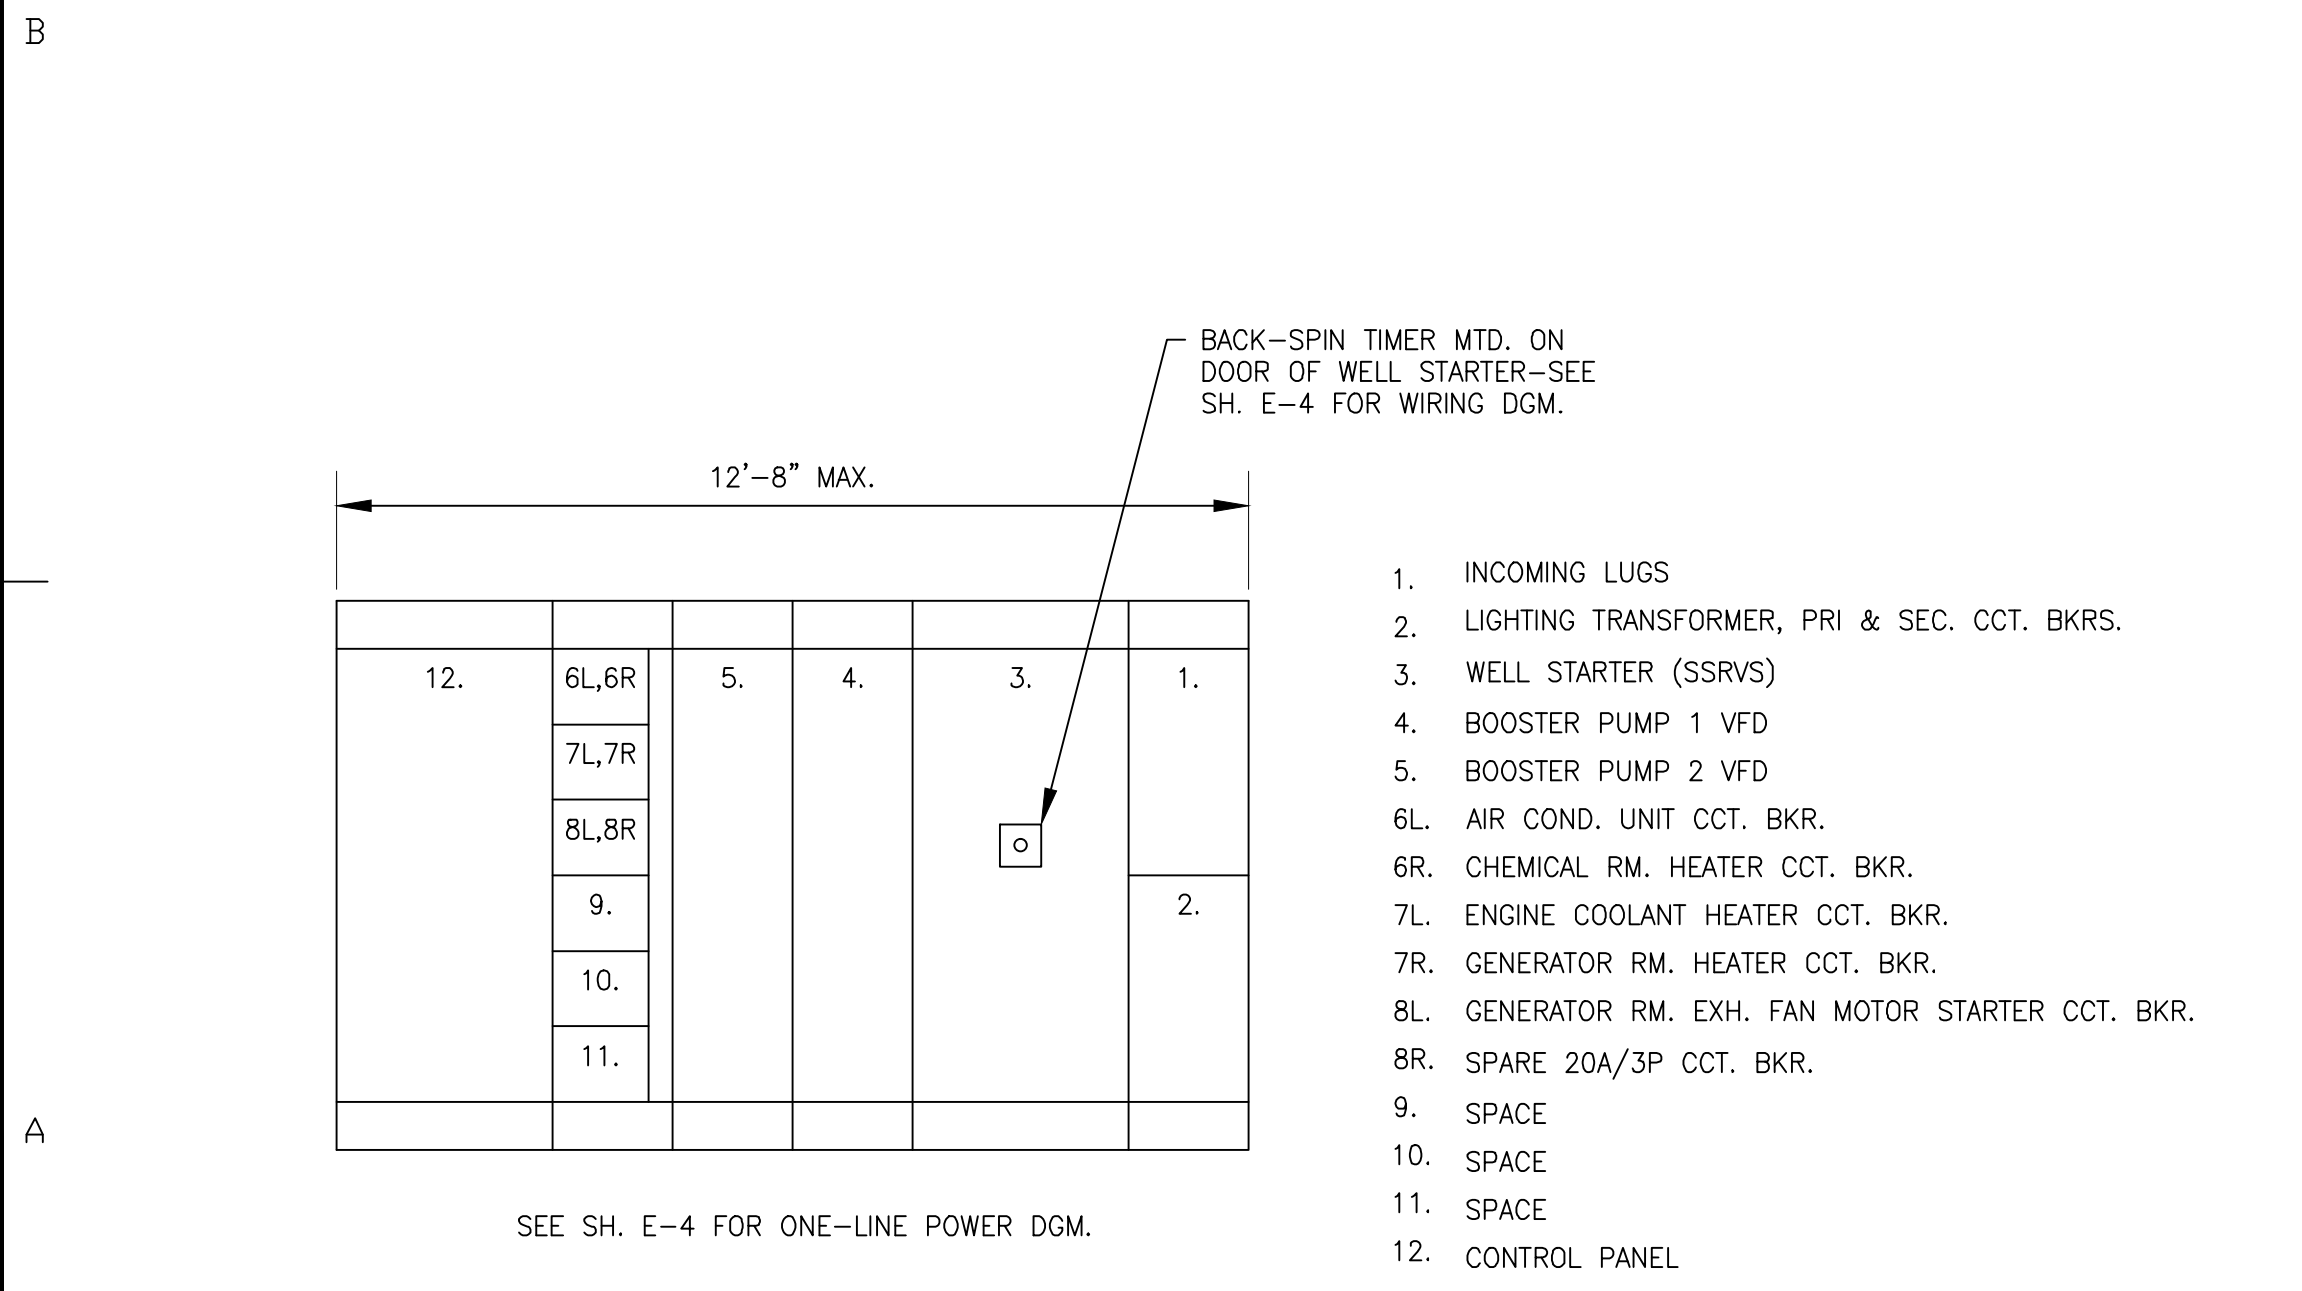 B
BACK-SPIN TIMER MTD. ON
DOOR OF WELL STARTER-SEE
SH. E-4 FOR WIRING DGM.
12'-8" MAX.
12.
6L,6R
5.
4.
3.
1.
7L,7R
8L,8R
9.
2.
10.
11.
SEE SH. E-4 FOR ONE-LINE POWER DGM.
1. INCOMING LUGS
2. LIGHTING TRANSFORMER, PRI & SEC. CCT. BKRS.
3. WELL STARTER (SSRVS)
4. BOOSTER PUMP 1 VFD
5. BOOSTER PUMP 2 VFD
6L. AIR COND. UNIT CCT. BKR.
6R. CHEMICAL RM. HEATER CCT. BKR.
7L. ENGINE COOLANT HEATER CCT. BKR.
7R. GENERATOR RM. HEATER CCT. BKR.
8L. GENERATOR RM. EXH. FAN MOTOR STARTER CCT. BKR.
8R. SPARE 20A/3P CCT. BKR.
9. SPACE
10. SPACE
11. SPACE
12. CONTROL PANEL
A